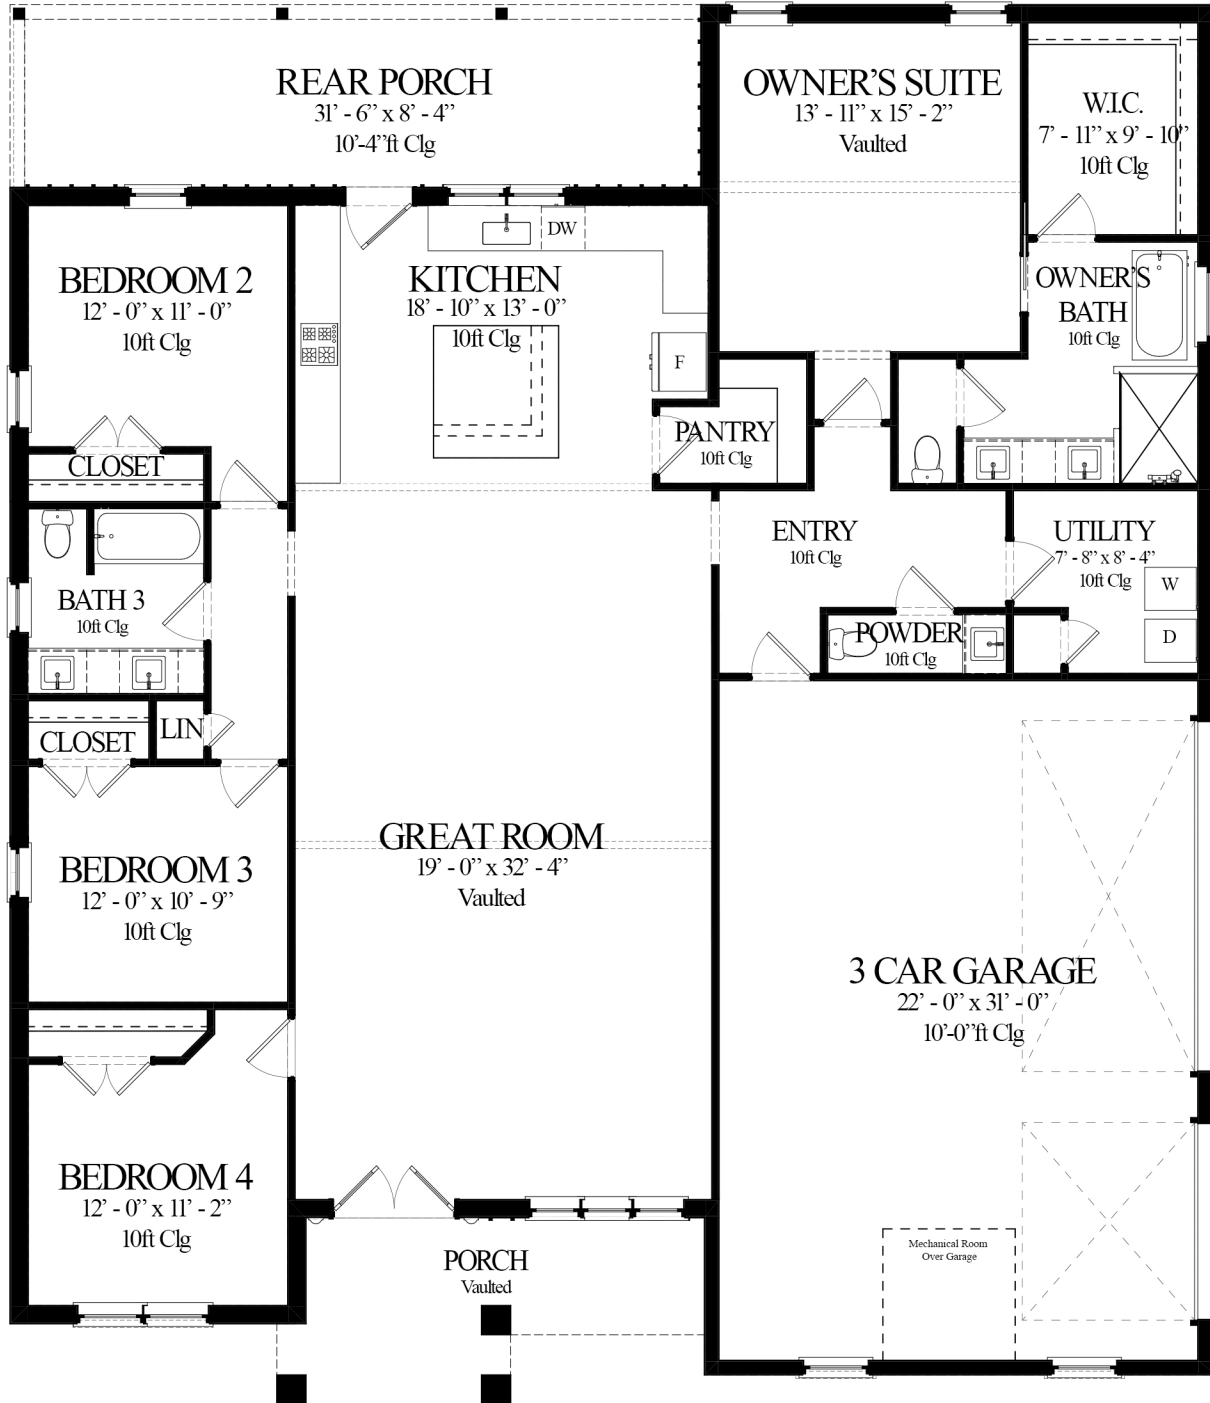 REAR PORCH
31' - 6" x 8' - 4"
10'-4"ft Clg
OWNER'S SUITE
13' - 11" x 15' - 2"
Vaulted
W.I.C.
7' - 11" x 9' - 10"
10ft Clg
BEDROOM 2
12' - 0" x 11' - 0"
10ft Clg
DW
KITCHEN
18' - 10" x 13' - 0"
10ft Clg
F
OWNER'S
BATH
10ft Clg
PANTRY
10ft Clg
CLOSET
ENTRY
10ft Clg
UTILITY
7' - 8" x 8' - 4"
10ft Clg
W
D
BATH 3
10ft Clg
POWDER
10ft Clg
LIN
CLOSET
GREAT ROOM
19' - 0" x 32' - 4"
Vaulted
BEDROOM 3
12' - 0" x 10' - 9"
10ft Clg
3 CAR GARAGE
22' - 0" x 31' - 0"
10'-0"ft Clg
BEDROOM 4
12' - 0" x 11' - 2"
10ft Clg
PORCH
Vaulted
Mechanical Room
Over Garage